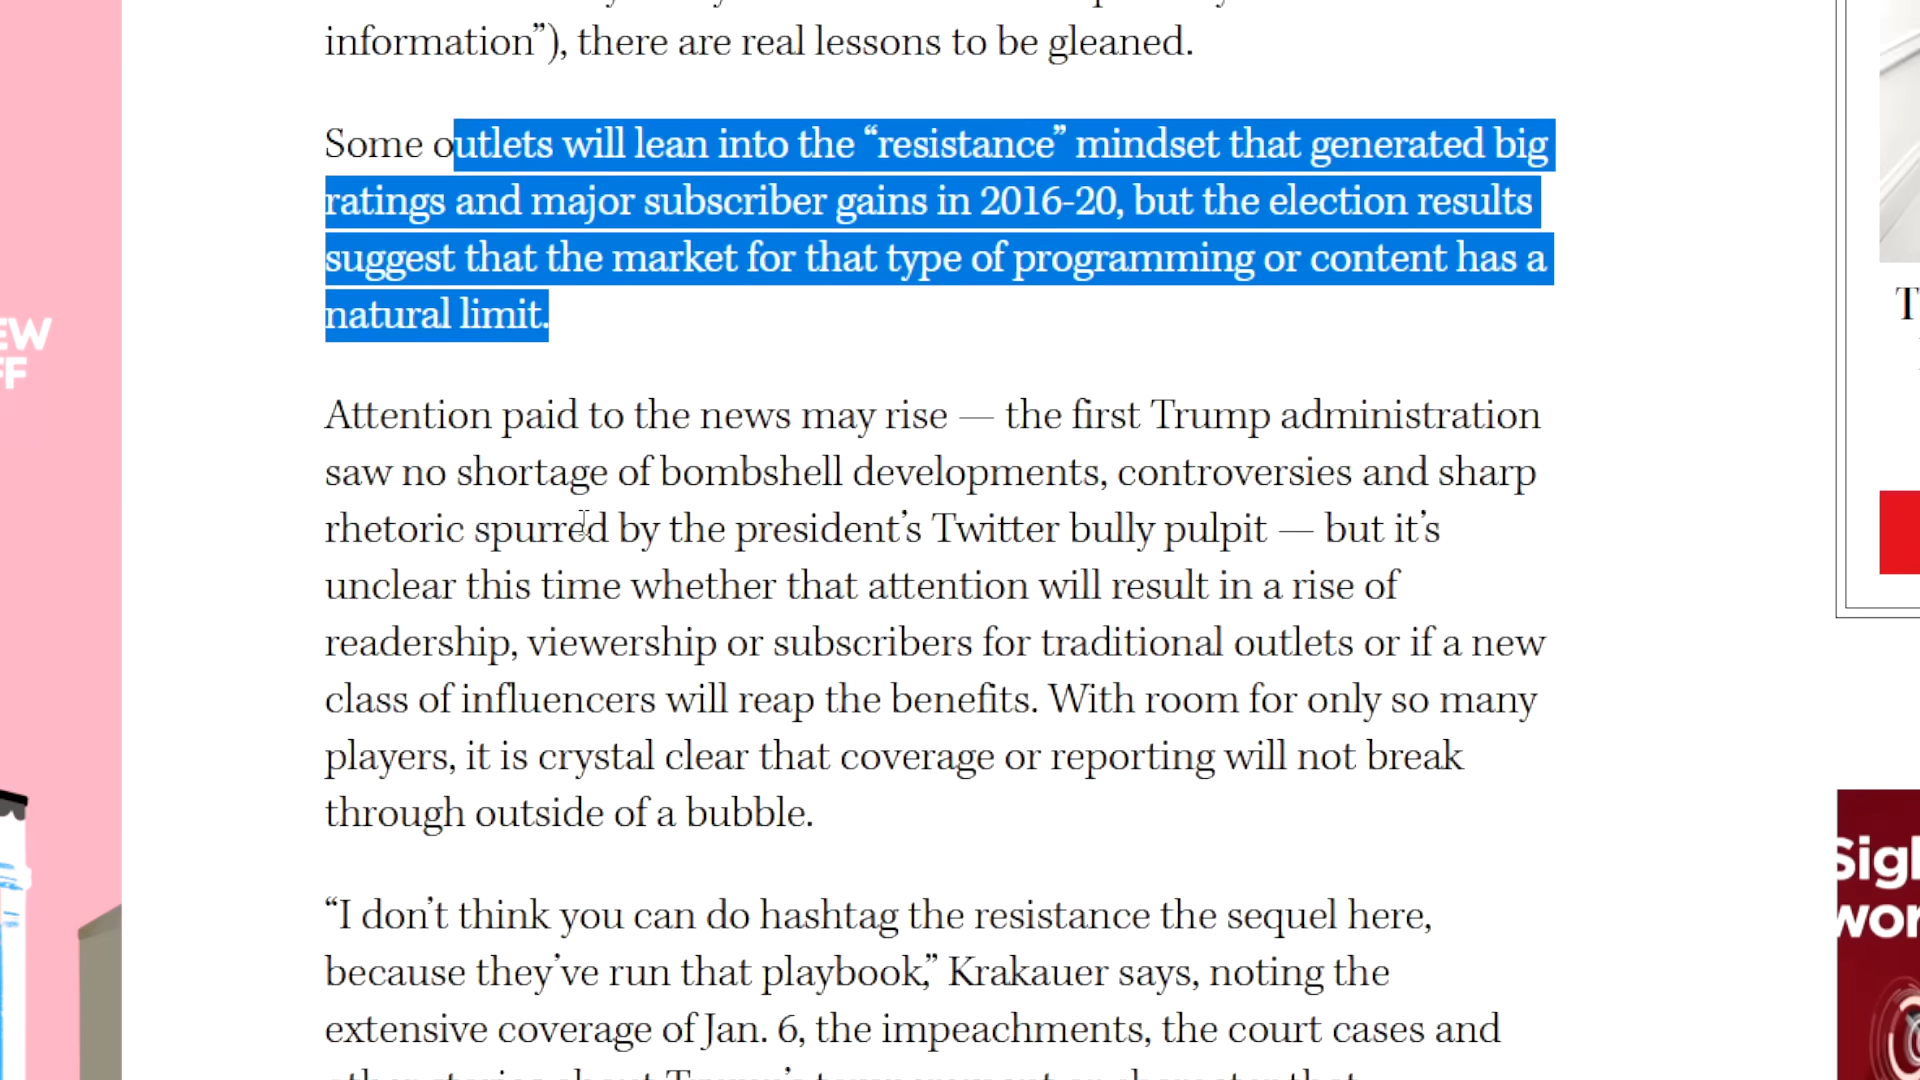 information”), there are real lessons to be gleaned.
Some outlets will lean into the “resistance” mindset that generated big
ratings and major subscriber gains in 2016-20, but the election results
suggest that the market for that type of programming or content has a
natural limit.
Attention paid to the news may rise — the first Trump administration
saw no shortage of bombshell developments, controversies and sharp
rhetoric spurred by the president’s Twitter bully pulpit — but it’s
unclear this time whether that attention will result in a rise of
readership, viewership or subscribers for traditional outlets or if a new
class of influencers will reap the benefits. With room for only so many
players, it is crystal clear that coverage or reporting will not break
through outside of a bubble.
“I don’t think you can do hashtag the resistance the sequel here,
because they’ve run that playbook,” Krakauer says, noting the
extensive coverage of Jan. 6, the impeachments, the court cases and
EW
FF
T
Sigl
wor